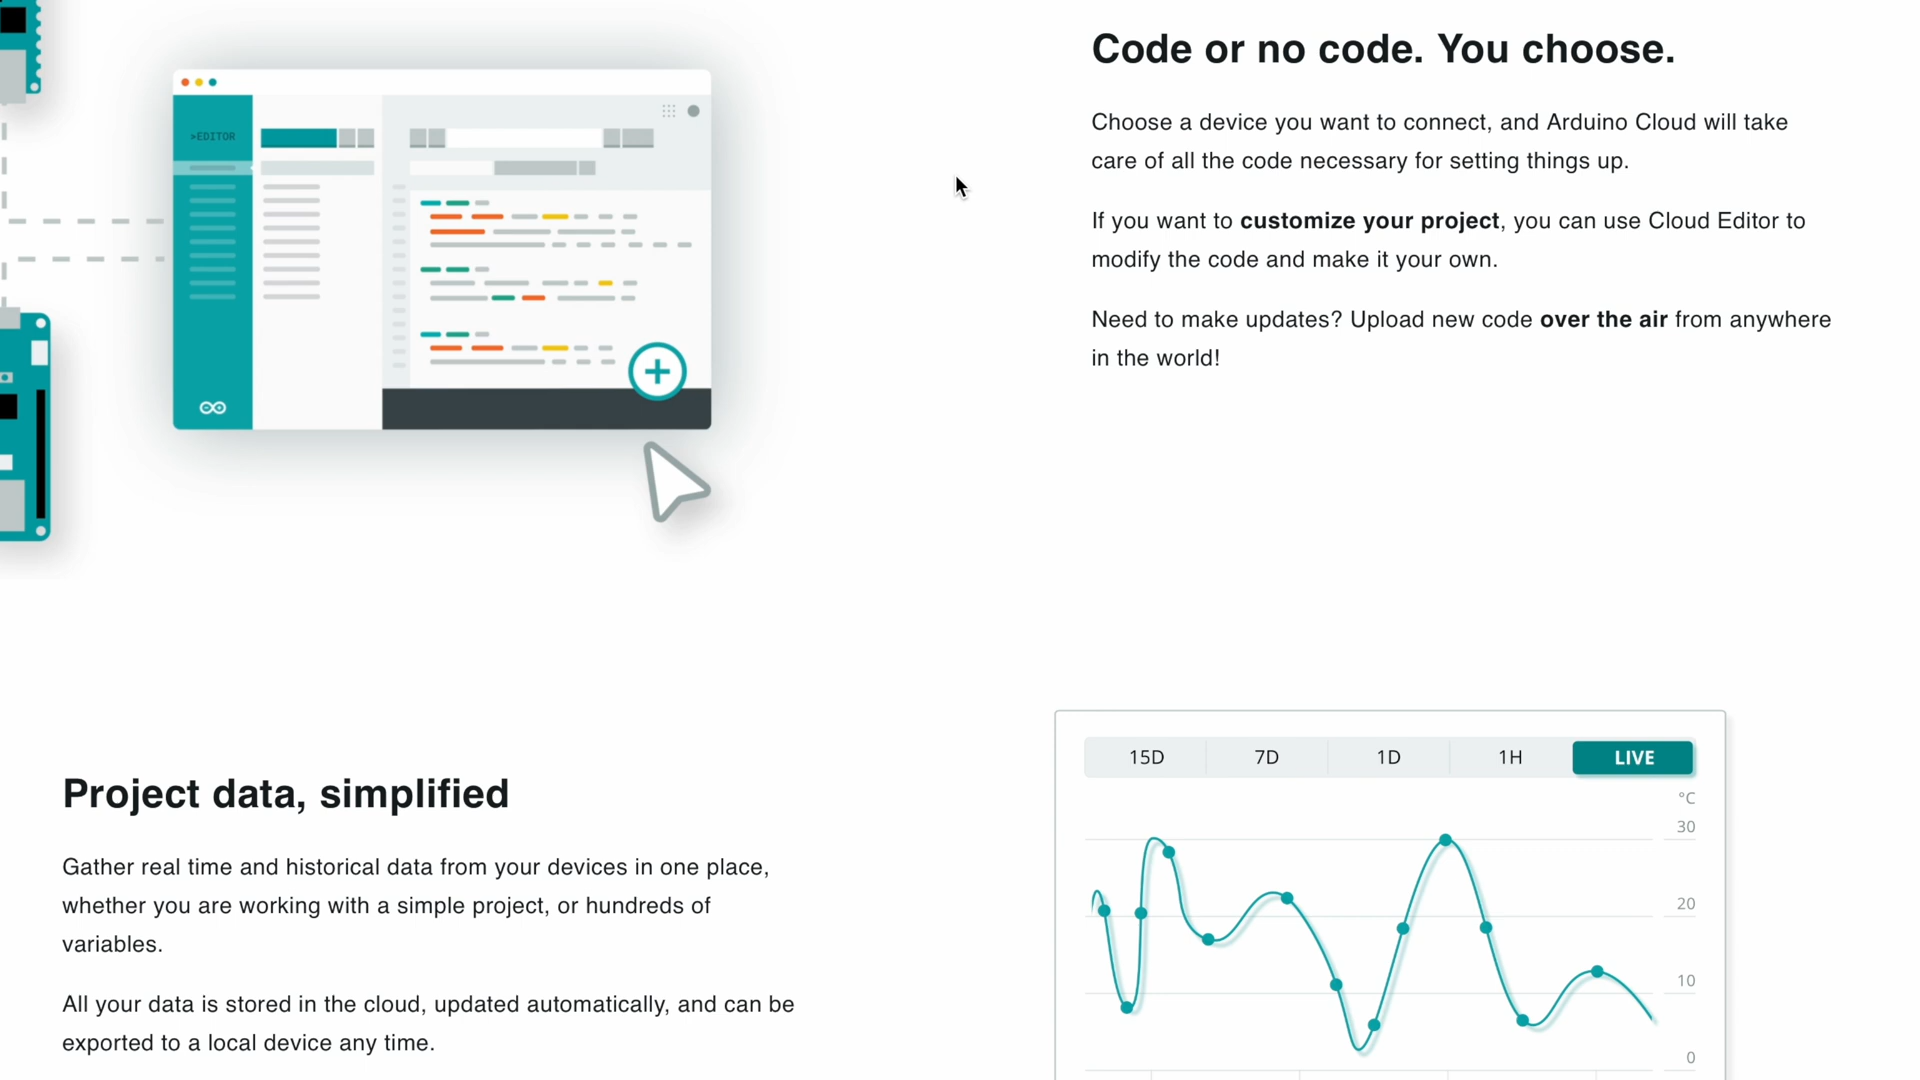 >EDITOR
Code or no code. You choose.
Choose a device you want to connect, and Arduino Cloud will take
care of all the code necessary for setting things up.
If you want to customize your project, you can use Cloud Editor to
modify the code and make it your own.
Need to make updates? Upload new code over the air from anywhere
in the world!
Project data, simplified
Gather real time and historical data from your devices in one place,
whether you are working with a simple project, or hundreds of
variables.
All your data is stored in the cloud, updated automatically, and can be
exported to a local device any time.
15D 7D 1D 1H LIVE
°C
30
20
10
0